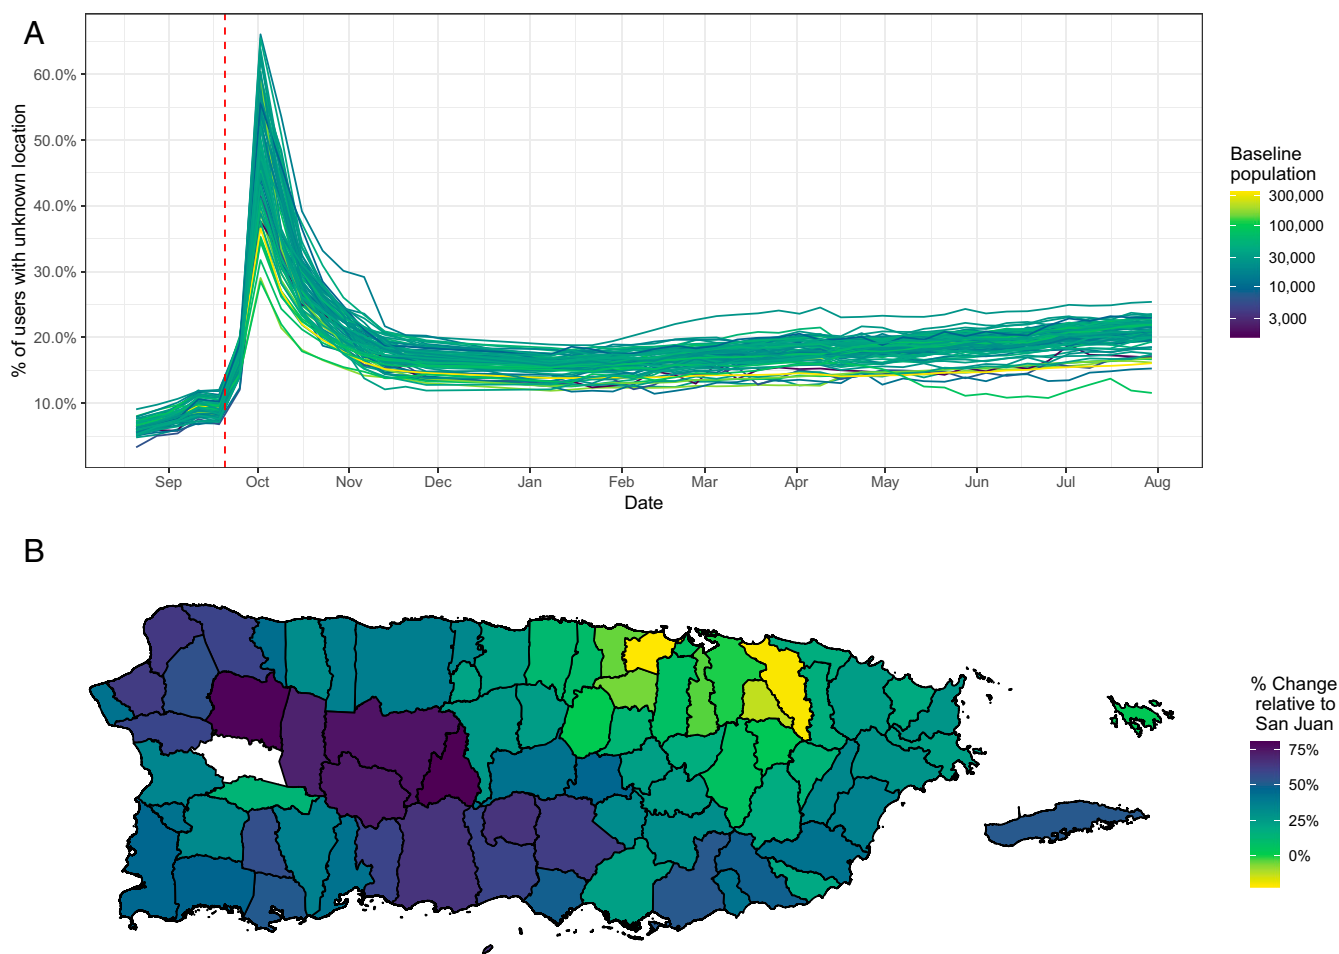 A
% of users with unknown location
60.0%
50.0%
40.0%
30.0%
20.0%
10.0%
Sep Oct Nov Dec Jan Feb Mar Apr May Jun Jul Aug
Date
Baseline
population
300,000
100,000
30,000
10,000
3,000
B
% Change
relative to
San Juan
75%
50%
25%
0%